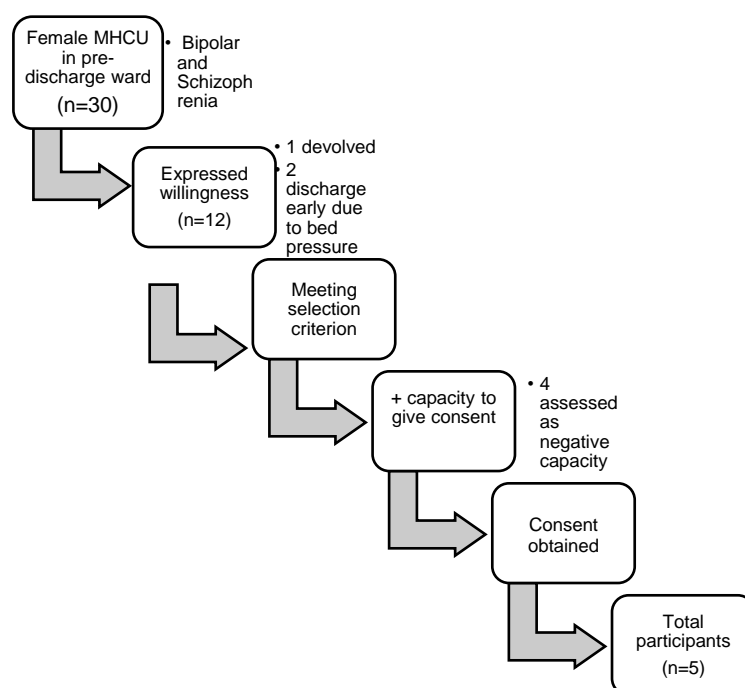 Female MHCU
in pre-
discharge ward
(n=30)
• Bipolar
and
Schizoph
renia
Expressed
willingness
(n=12)
• 1 devolved
• 2
discharge
early due
to bed
pressure
Meeting
selection
criterion
+ capacity to
give consent
• 4
assessed
as
negative
capacity
Consent
obtained
Total
participants
(n=5)